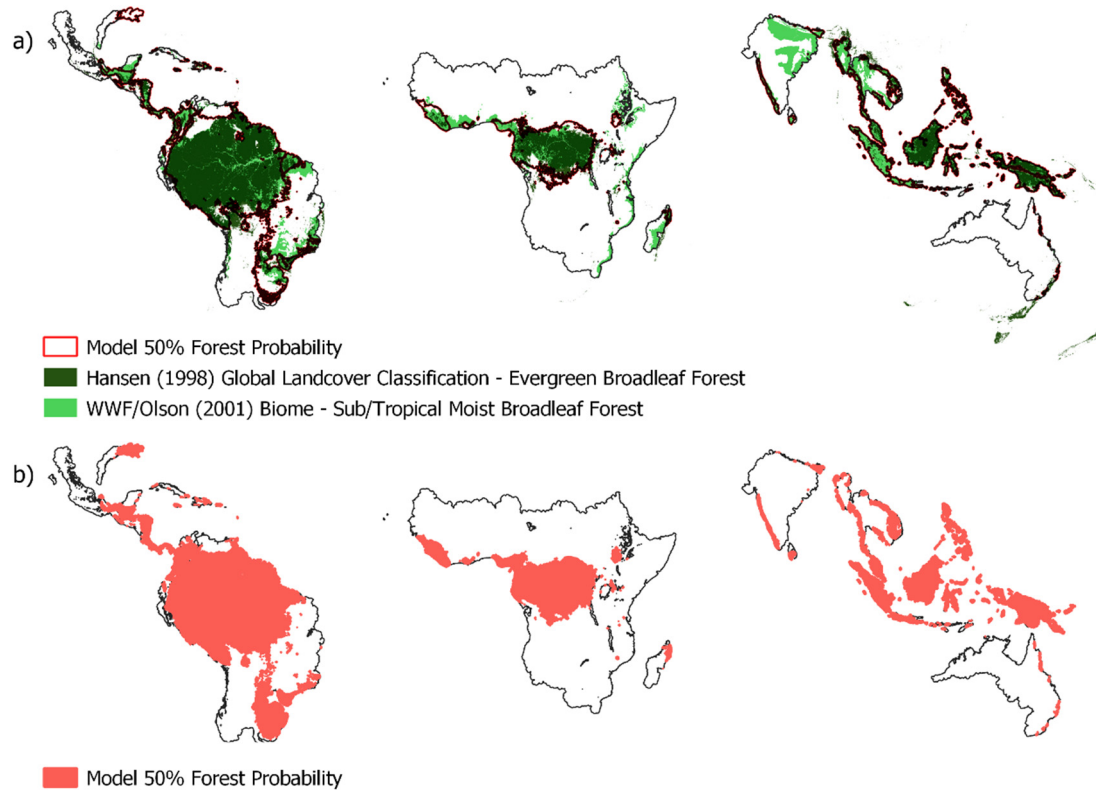 a)
Model 50% Forest Probability
Hansen (1998) Global Landcover Classification - Evergreen Broadleaf Forest
WWF/Olson (2001) Biome - Sub/Tropical Moist Broadleaf Forest
b)
Model 50% Forest Probability